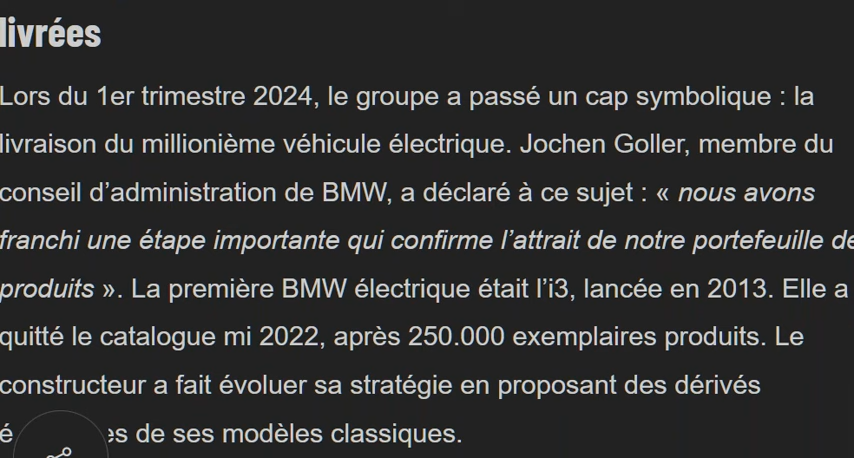 livrées
Lors du 1er trimestre 2024, le groupe a passé un cap symbolique : la
livraison du millionième véhicule électrique. Jochen Goller, membre du
conseil d’administration de BMW, a déclaré à ce sujet : « nous avons
franchi une étape importante qui confirme l’attrait de notre portefeuille de
produits ». La première BMW électrique était l’i3, lancée en 2013. Elle a
quitté le catalogue mi 2022, après 250.000 exemplaires produits. Le
constructeur a fait évoluer sa stratégie en proposant des dérivés
de ses modèles classiques.